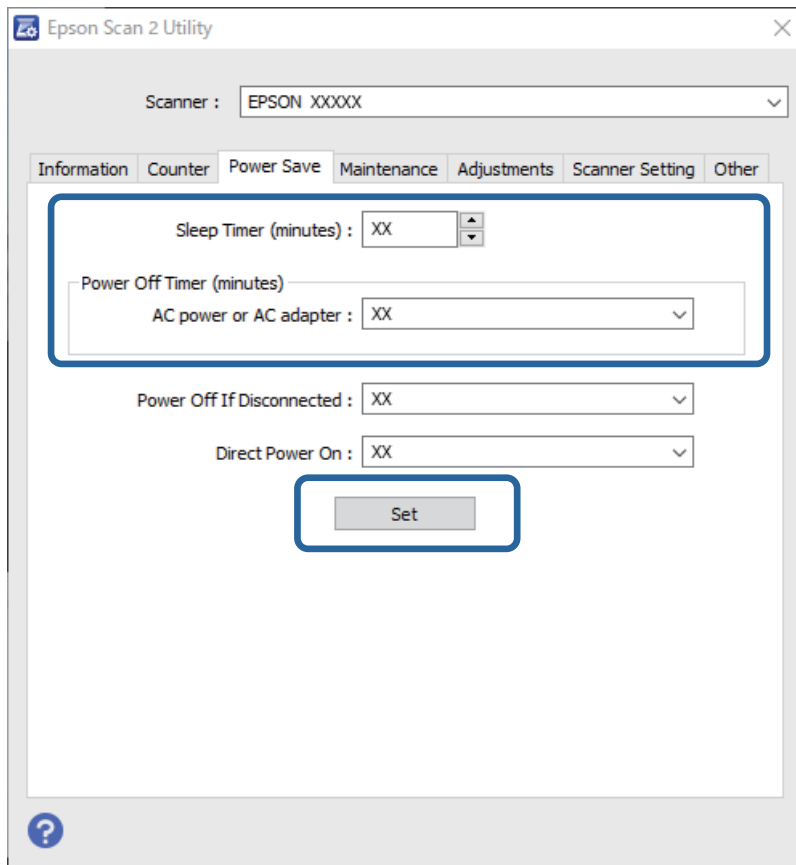 Epson Scan 2 Utility
Scanner : EPSON XXXXX
Information Counter Power Save Maintenance Adjustments Scanner Setting Other
Sleep Timer (minutes) : XX
Power Off Timer (minutes)
AC power or AC adapter : XX
Power Off If Disconnected : XX
Direct Power On : XX
Set
?